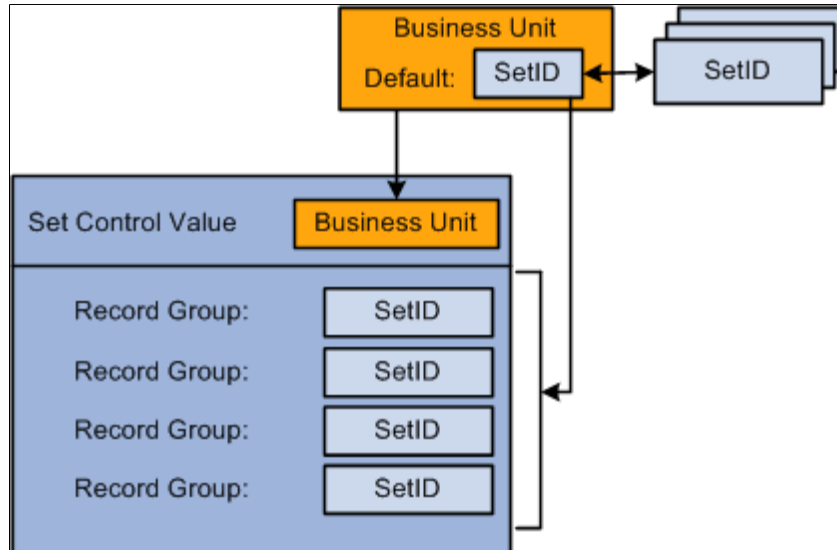 Business Unit
Default: SetID
SetID
Set Control Value Business Unit
Record Group: SetID
Record Group: SetID
Record Group: SetID
Record Group: SetID